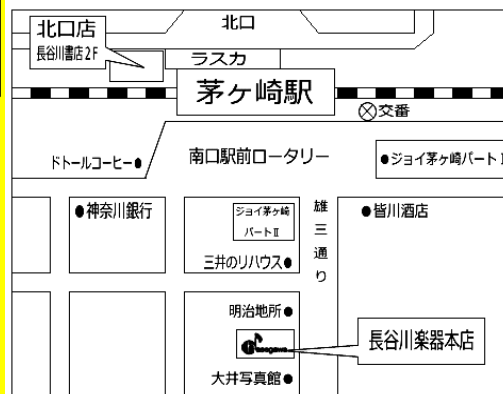 北口
北口店
長谷川書店2F
ラスカ
茅ヶ崎駅
交番
ドトールコーヒー
南口駅前ロータリー
ジョイ茅ヶ崎パート
神奈川銀行
ジョイ茅ヶ崎
パートⅡ
雄三通り
皆川酒店
三井のリハウス
明治地所
長谷川楽器本店
大井写真館